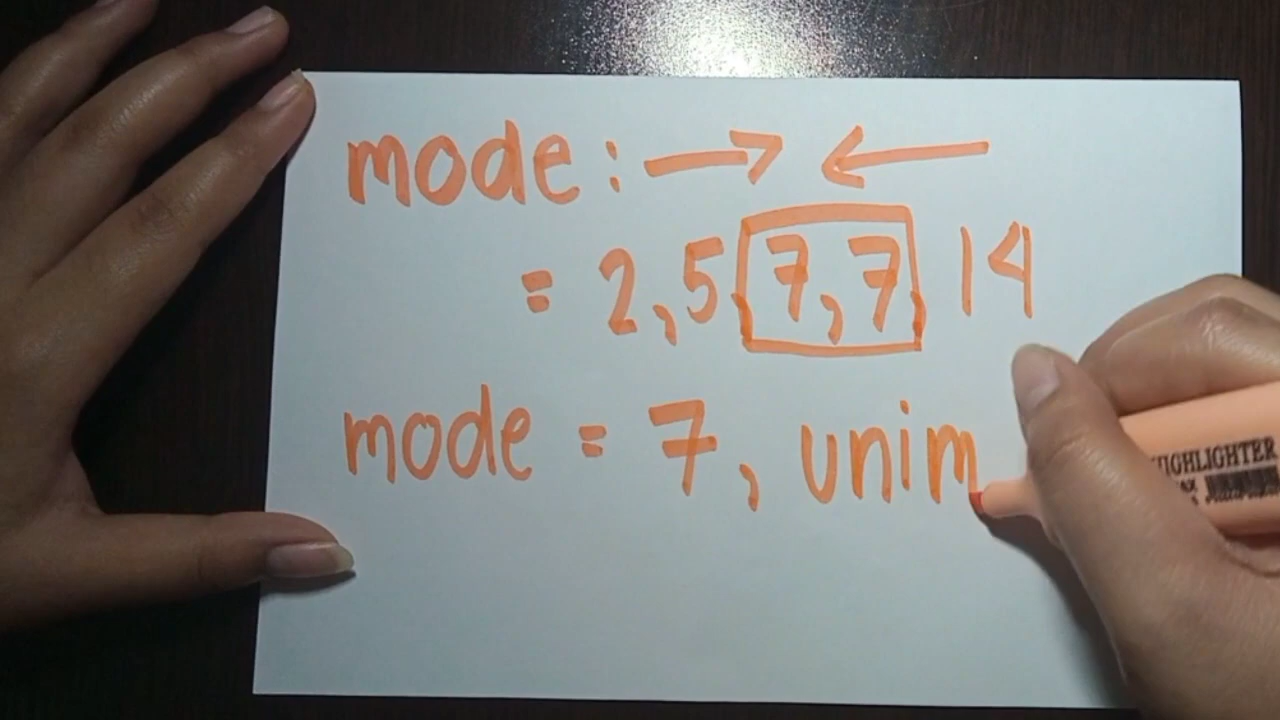 mode: → ←
= 2,5 7,7 14
mode = 7, unim
HIGHLIGHTER